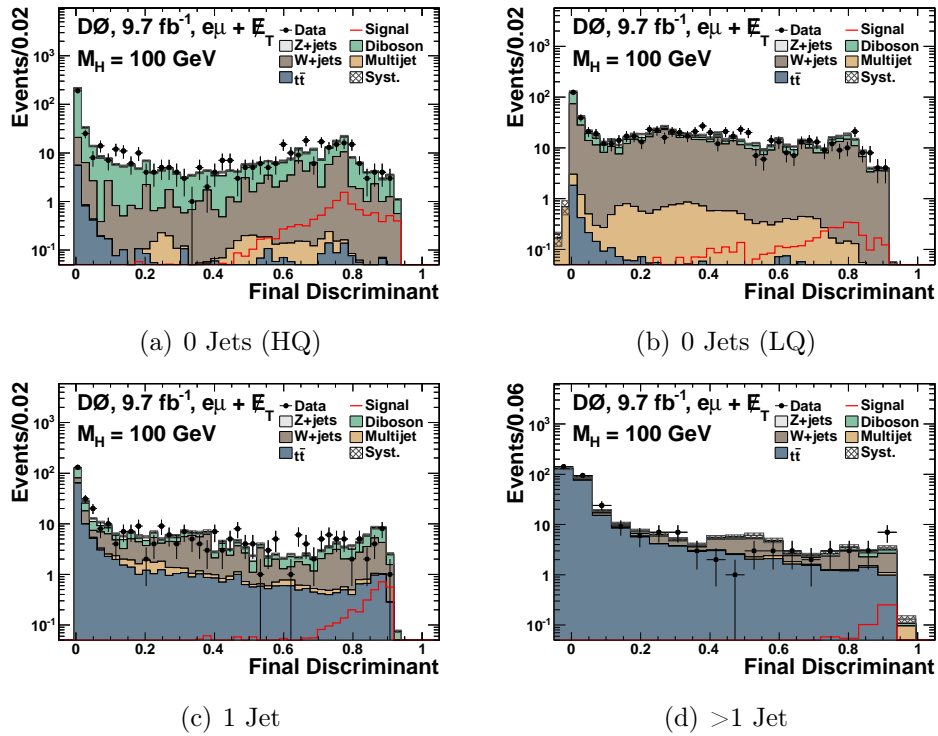 DØ, 9.7 fb⁻¹, eμ + E̸_T
M_H = 100 GeV
Data
Signal
Z+jets
Diboson
W+jets
Multijet
tt̄
Syst.
Events/0.02
10³
10²
10
1
10⁻¹
0 0.2 0.4 0.6 0.8 1
Final Discriminant
(a) 0 Jets (HQ)
DØ, 9.7 fb⁻¹, eμ + E̸_T
M_H = 100 GeV
Data
Signal
Z+jets
Diboson
W+jets
Multijet
tt̄
Syst.
Events/0.02
10³
10²
10
1
10⁻¹
0 0.2 0.4 0.6 0.8 1
Final Discriminant
(b) 0 Jets (LQ)
DØ, 9.7 fb⁻¹, eμ + E̸_T
M_H = 100 GeV
Data
Signal
Z+jets
Diboson
W+jets
Multijet
tt̄
Syst.
Events/0.02
10³
10²
10
1
10⁻¹
0 0.2 0.4 0.6 0.8 1
Final Discriminant
(c) 1 Jet
DØ, 9.7 fb⁻¹, eμ + E̸_T
M_H = 100 GeV
Data
Signal
Z+jets
Diboson
W+jets
Multijet
tt̄
Syst.
Events/0.06
10³
10²
10
1
10⁻¹
0 0.2 0.4 0.6 0.8 1
Final Discriminant
(d) >1 Jet